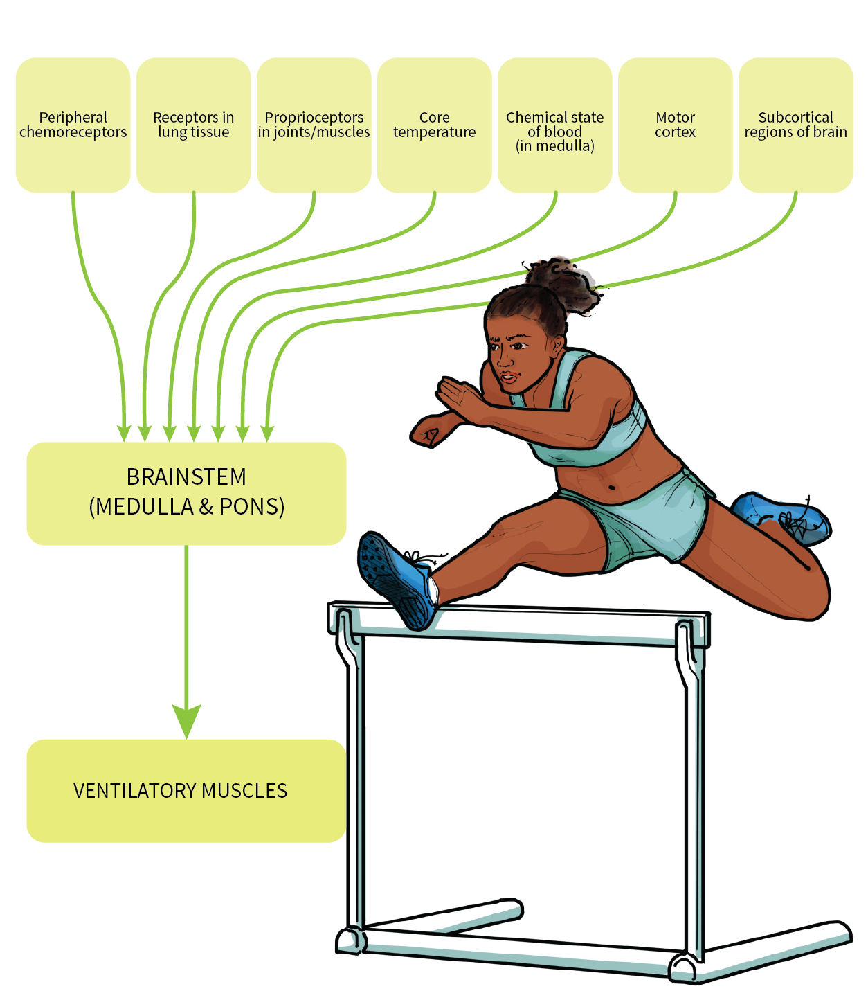 Peripheral
chemoreceptors
Receptors in
lung tissue
Proprioceptors
in joints/muscles
Core
temperature
Chemical state
of blood
(in medulla)
Motor
cortex
Subcortical
regions of brain
BRAINSTEM
(MEDULLA & PONS)
VENTILATORY MUSCLES